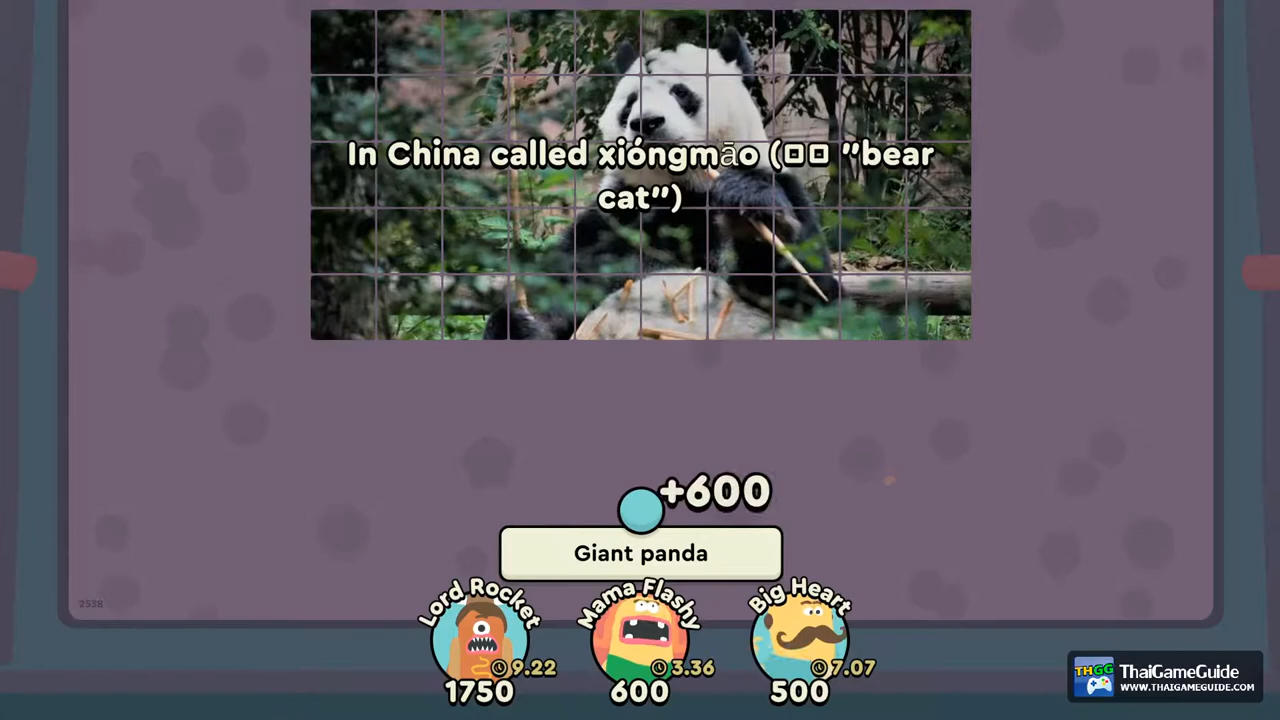 In China called xióngmāo (□□ "bear
cat")
+600
Giant panda
Lord Rocket
Mama Flashy
Big Heart
9.22
3.36
7.07
1750
600
500
2538
THGG
ThaiGameGuide
WWW.THAIGAMEGUIDE.COM